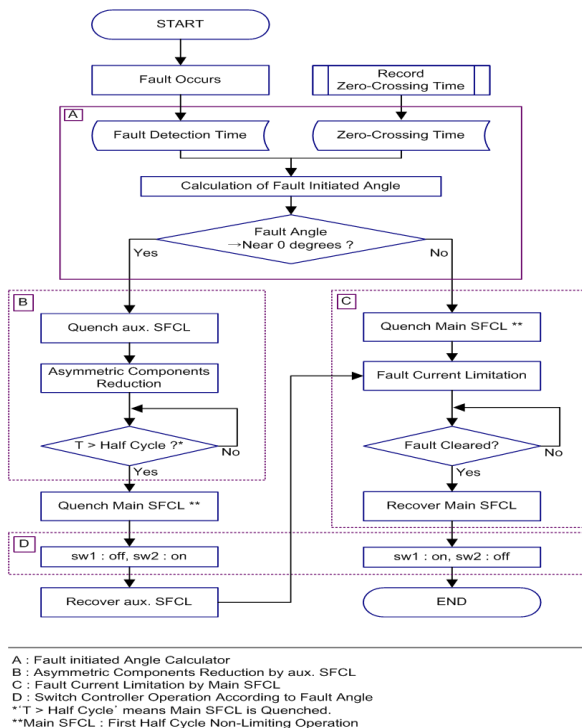 START
Fault Occurs
Record
Zero-Crossing Time
A
Fault Detection Time
Zero-Crossing Time
Calculation of Fault Initiated Angle
Fault Angle
→Near 0 degrees ?
Yes
No
B
Quench aux. SFCL
Asymmetric Components
Reduction
T > Half Cycle ?*
No
Yes
Quench Main SFCL **
C
Quench Main SFCL **
Fault Current Limitation
Fault Cleared?
No
Yes
Recover Main SFCL
D
sw1 : off, sw2 : on
sw1 : on, sw2 : off
Recover aux. SFCL
END
A : Fault initiated Angle Calculator
B : Asymmetric Components Reduction by aux. SFCL
C : Fault Current Limitation by Main SFCL
D : Switch Controller Operation According to Fault Angle
*'T > Half Cycle' means Main SFCL is Quenched.
**Main SFCL : First Half Cycle Non-Limiting Operation